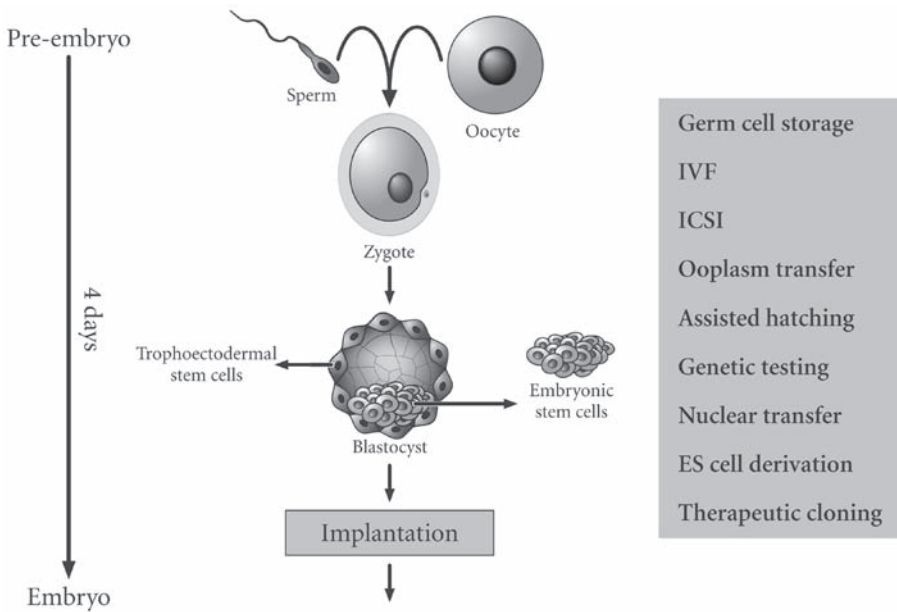 Pre-embryo
Sperm
Oocyte
Zygote
4 days
Trophoectodermal
stem cells
Embryonic
stem cells
Blastocyst
Implantation
Embryo
Germ cell storage
IVF
ICSI
Ooplasm transfer
Assisted hatching
Genetic testing
Nuclear transfer
ES cell derivation
Therapeutic cloning